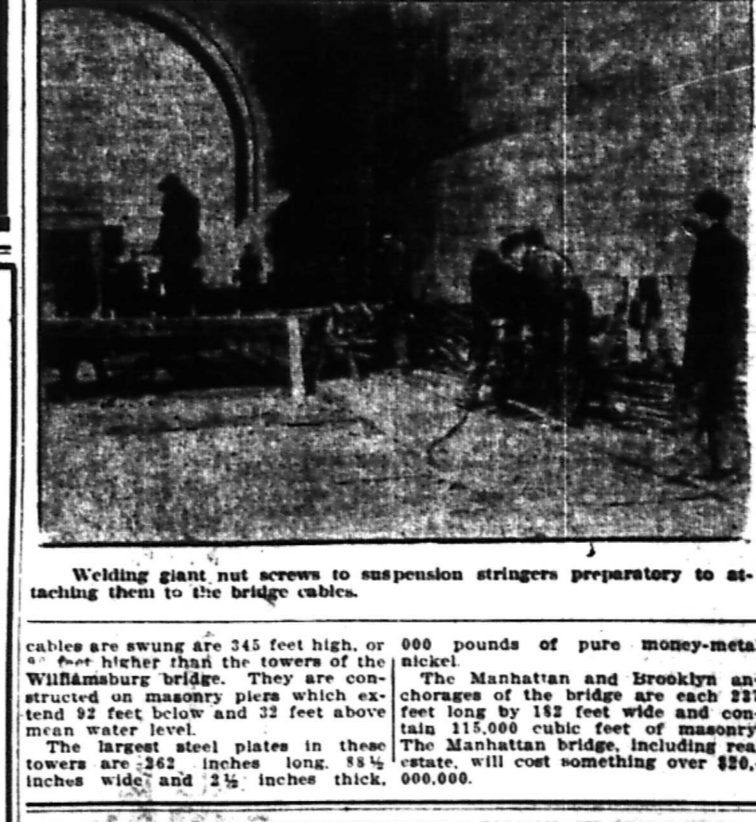 Welding giant nut screws to suspension stringers preparatory to at-
taching them to the bridge cables.
cables are swung are 345 feet high, or
feet higher than the towers of the
Williamsburg bridge. They are con-
structed on masonry piers which ex-
tend 92 feet below and 32 feet above
mean water level.
The largest steel plates in these
towers are 262 inches long, 88½
inches wide and 2½ inches thick,
000 pounds of pure money-metal
nickel.
The Manhattan and Brooklyn an-
chorages of the bridge are each
feet long by 182 feet wide and con
tain 115,000 cubic feet of masonry
The Manhattan bridge, including rea
estate, will cost something over $20,-
000,000.